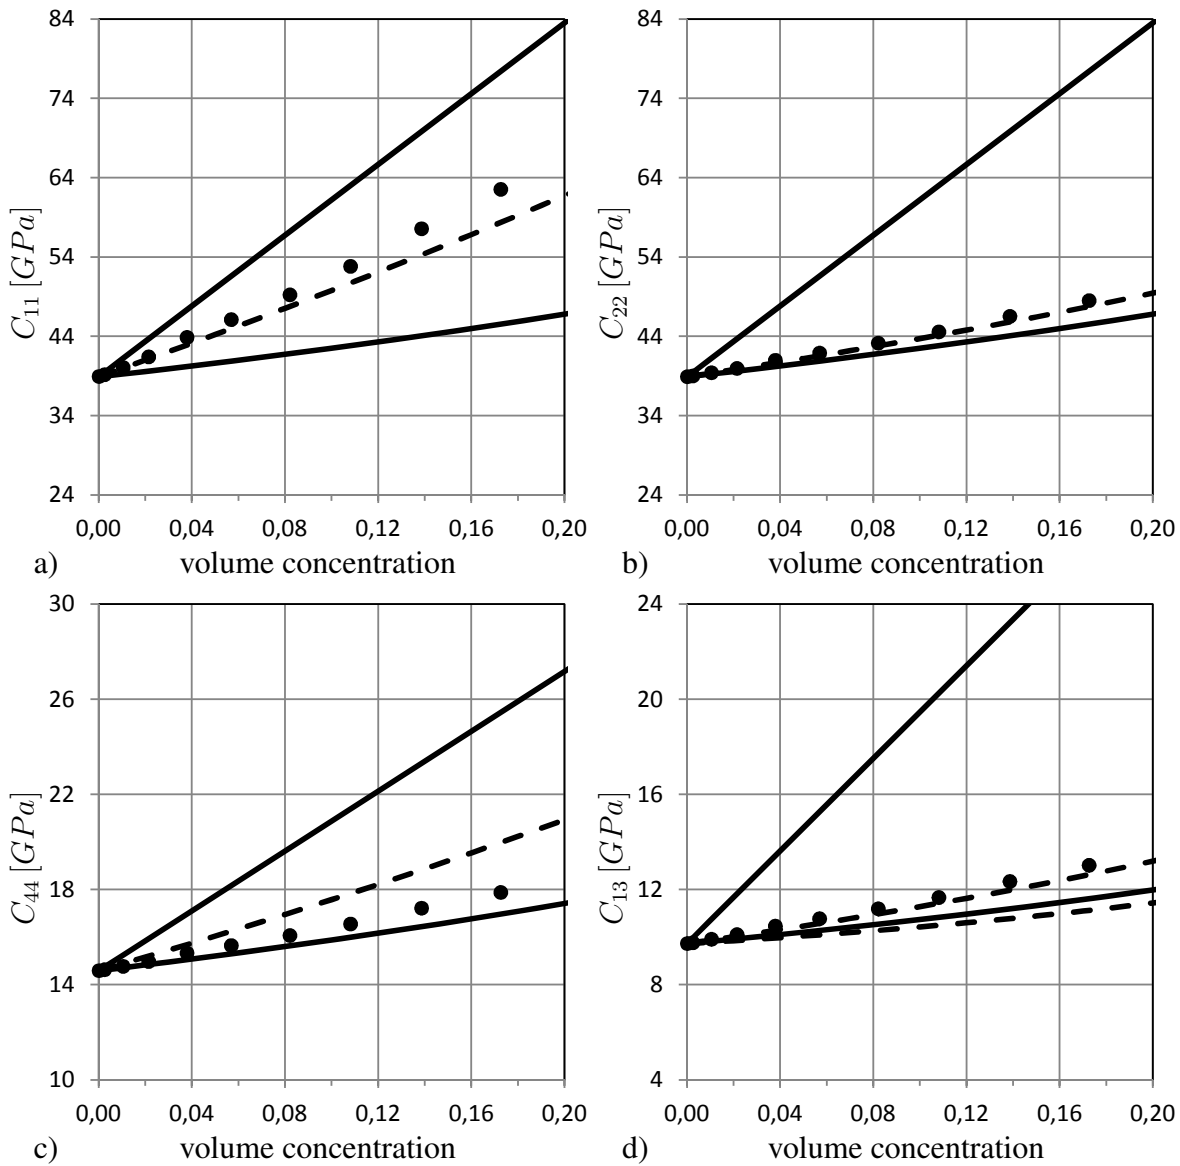 84
74
64
54
44
34
24
C₁₁ [GPa]
0,00 0,04 0,08 0,12 0,16 0,20
a) volume concentration
84
74
64
54
44
34
24
C₂₂ [GPa]
0,00 0,04 0,08 0,12 0,16 0,20
b) volume concentration
30
26
22
18
14
10
C₄₄ [GPa]
0,00 0,04 0,08 0,12 0,16 0,20
c) volume concentration
24
20
16
12
8
4
C₁₃ [GPa]
0,00 0,04 0,08 0,12 0,16 0,20
d) volume concentration